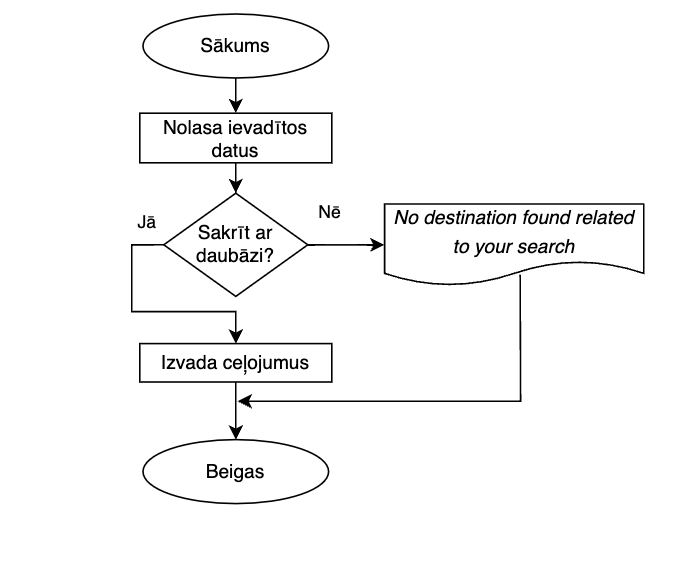 Sākums
Nolasa ievadītos
datus
Jā
Nē
Sakrīt ar
daubāzi?
No destination found related
to your search
Izvada ceļojumus
Beigas